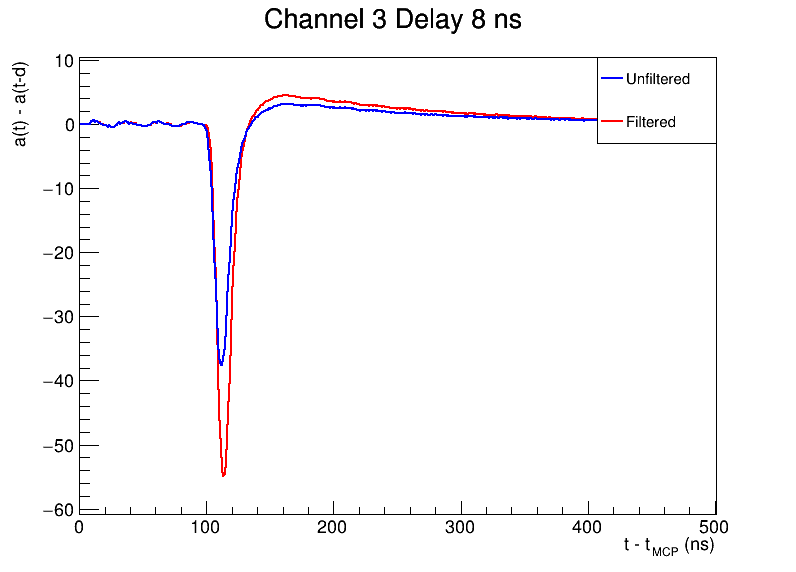 Channel 3 Delay 8 ns
a(t) - a(t-d)
10
0
−10
−20
−30
−40
−50
−60
Unfiltered
Filtered
0 100 200 300 400 500
t - tMCP (ns)